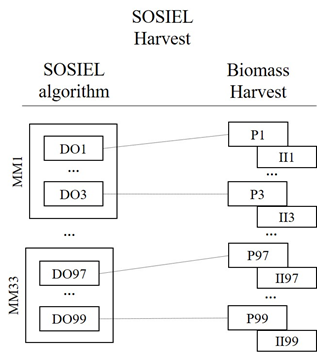 SOSIEL
Harvest
SOSIEL
algorithm
Biomass
Harvest
MM1
DO1
...
DO3
P1
II1
...
P3
II3
...
MM33
DO97
...
DO99
P97
II97
...
P99
II99